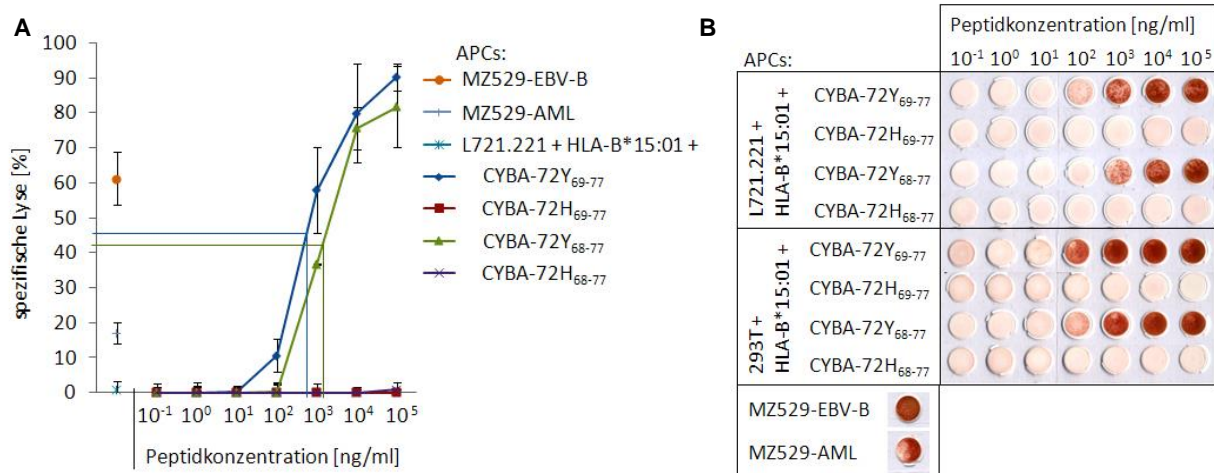 A
spezifische Lyse [%]
100
90
80
70
60
50
40
30
20
10
0
10⁻¹ 10⁰ 10¹ 10² 10³ 10⁴ 10⁵
Peptidkonzentration [ng/ml]
APCs:
MZ529-EBV-B
MZ529-AML
L721.221 + HLA-B*15:01 +
CYBA-72Y₆₉₋₇₇
CYBA-72H₆₉₋₇₇
CYBA-72Y₆₈₋₇₇
CYBA-72H₆₈₋₇₇
B
Peptidkonzentration [ng/ml]
APCs:
10⁻¹ 10⁰ 10¹ 10² 10³ 10⁴ 10⁵
L721.221 +
HLA-B*15:01 +
CYBA-72Y₆₉₋₇₇
CYBA-72H₆₉₋₇₇
CYBA-72Y₆₈₋₇₇
CYBA-72H₆₈₋₇₇
293T +
HLA-B*15:01 +
CYBA-72Y₆₉₋₇₇
CYBA-72H₆₉₋₇₇
CYBA-72Y₆₈₋₇₇
CYBA-72H₆₈₋₇₇
MZ529-EBV-B
MZ529-AML